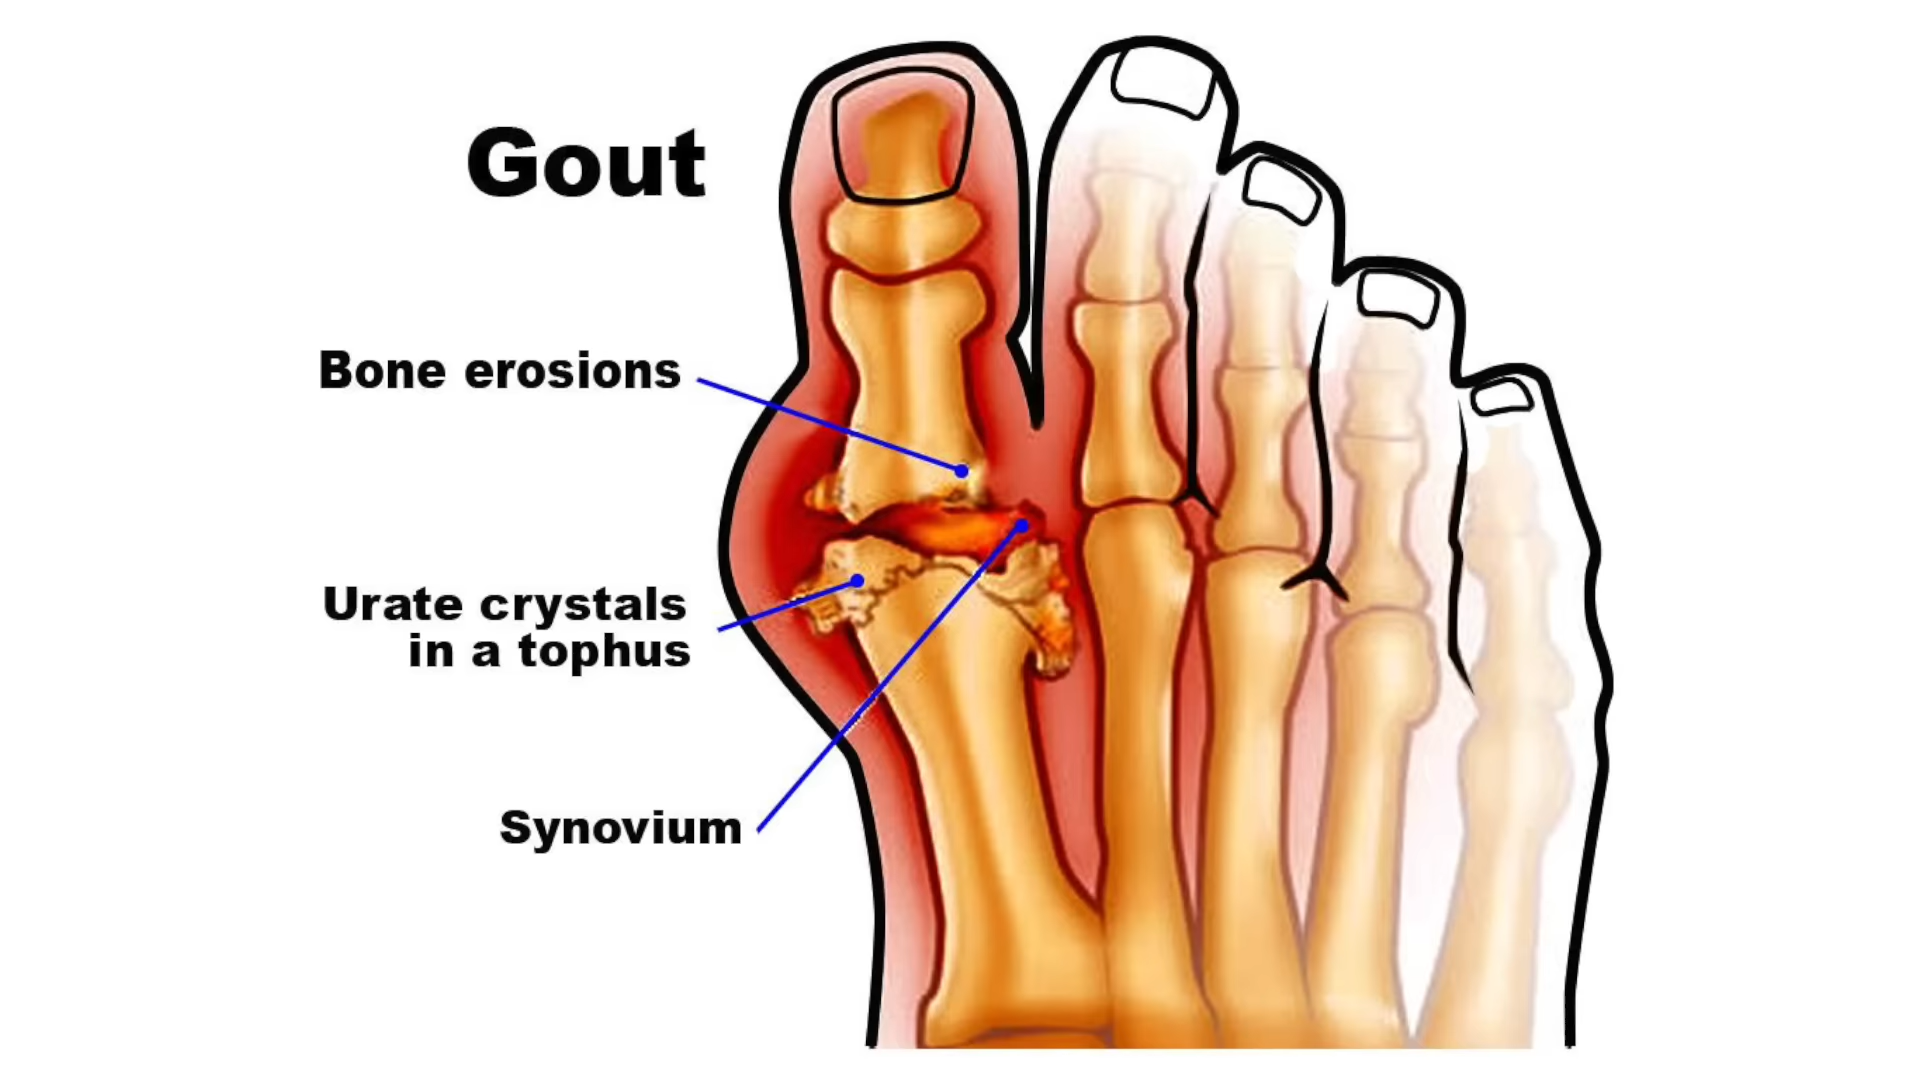 Gout
Bone erosions
Urate crystals
in a tophus
Synovium